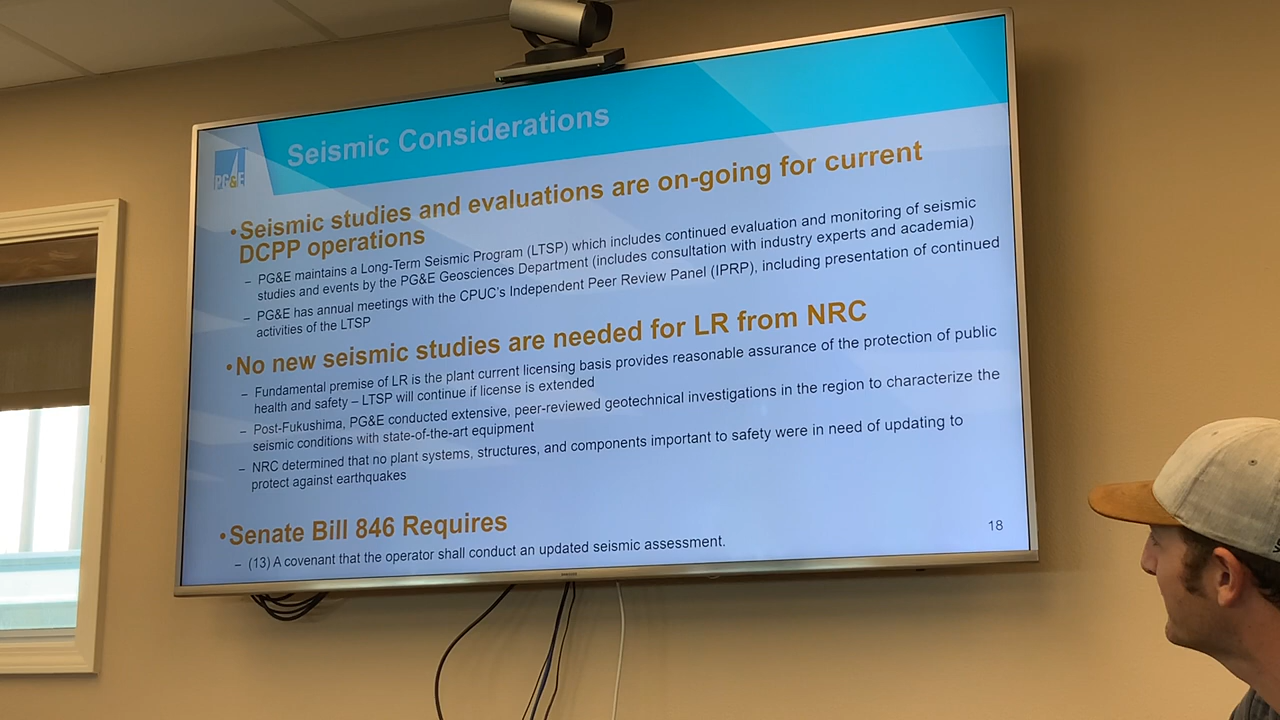 Seismic Considerations
PG&E
•Seismic studies and evaluations are on-going for current
DCPP operations
– PG&E maintains a Long-Term Seismic Program (LTSP) which includes continued evaluation and monitoring of seismic
studies and events by the PG&E Geosciences Department (includes consultation with industry experts and academia)
– PG&E has annual meetings with the CPUC's Independent Peer Review Panel (IPRP), including presentation of continued
activities of the LTSP
•No new seismic studies are needed for LR from NRC
– Fundamental premise of LR is the plant current licensing basis provides reasonable assurance of the protection of public
health and safety – LTSP will continue if license is extended
– Post-Fukushima, PG&E conducted extensive, peer-reviewed geotechnical investigations in the region to characterize the
seismic conditions with state-of-the-art equipment
– NRC determined that no plant systems, structures, and components important to safety were in need of updating to
protect against earthquakes
•Senate Bill 846 Requires
– (13) A covenant that the operator shall conduct an updated seismic assessment.
18